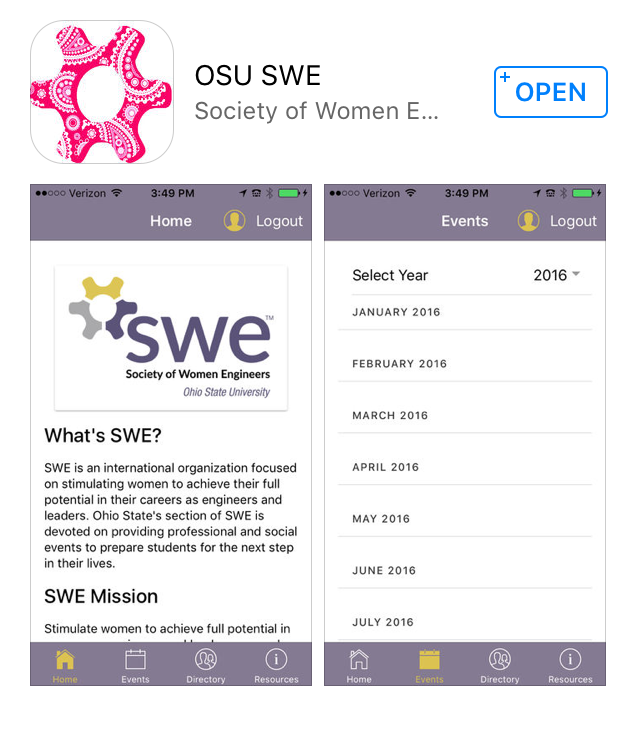 OSU SWE
Society of Women E...
OPEN
Verizon 3:49 PM
Home Logout
swe™
Society of Women Engineers
Ohio State University
What's SWE?
SWE is an international organization focused
on stimulating women to achieve their full
potential in their careers as engineers and
leaders. Ohio State's section of SWE is
devoted on providing professional and social
events to prepare students for the next step
in their lives.
SWE Mission
Stimulate women to achieve full potential in
Home Events Directory Resources
Verizon 3:49 PM
Events Logout
Select Year 2016
JANUARY 2016
FEBRUARY 2016
MARCH 2016
APRIL 2016
MAY 2016
JUNE 2016
JULY 2016
Home Events Directory Resources